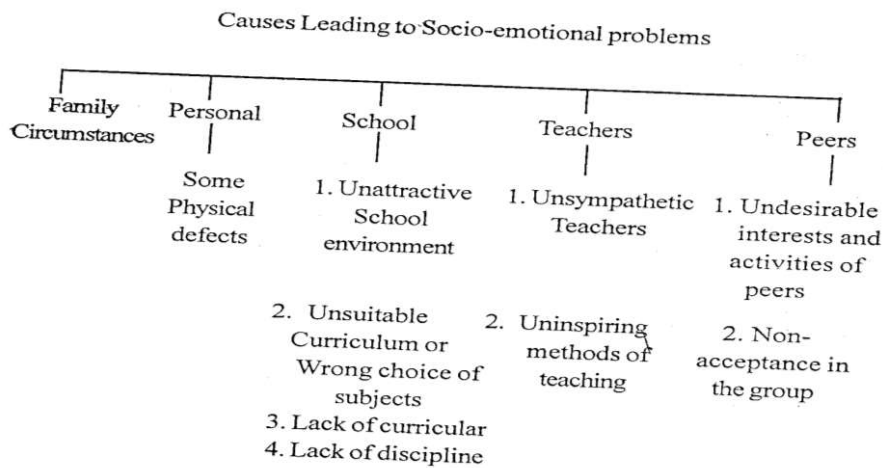 Causes Leading to Socio-emotional problems
Family
Circumstances
Personal
Some
Physical
defects
School
1. Unattractive
School
environment
2. Unsuitable
Curriculum or
Wrong choice of
subjects
3. Lack of curricular
4. Lack of discipline
Teachers
1. Unsympathetic
Teachers
2. Uninspiring
methods of
teaching
Peers
1. Undesirable
interests and
activities of
peers
2. Non-
acceptance in
the group